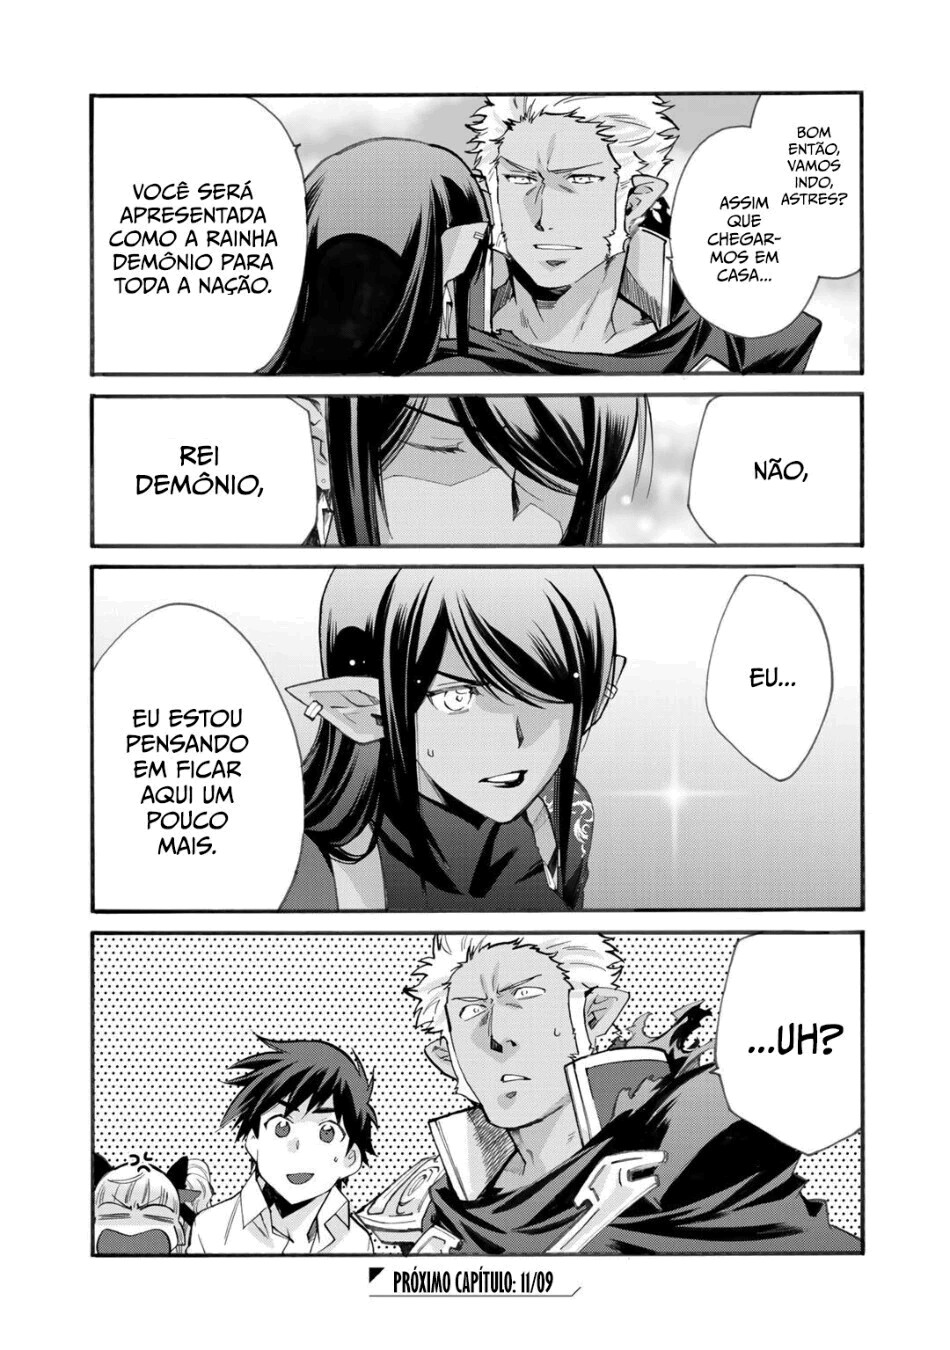 BOM
ENTÃO,
VAMOS
INDO,
ASTRES?
ASSIM
QUE
CHEGAR-
MOS EM
CASA...
VOCÊ SERÁ
APRESENTADA
COMO A RAINHA
DEMÔNIO PARA
TODA A NAÇÃO.
NÃO,
REI
DEMÔNIO,
EU...
EU ESTOU
PENSANDO
EM FICAR
AQUI UM
POUCO
MAIS.
...UH?
PRÓXIMO CAPÍTULO: 11/09